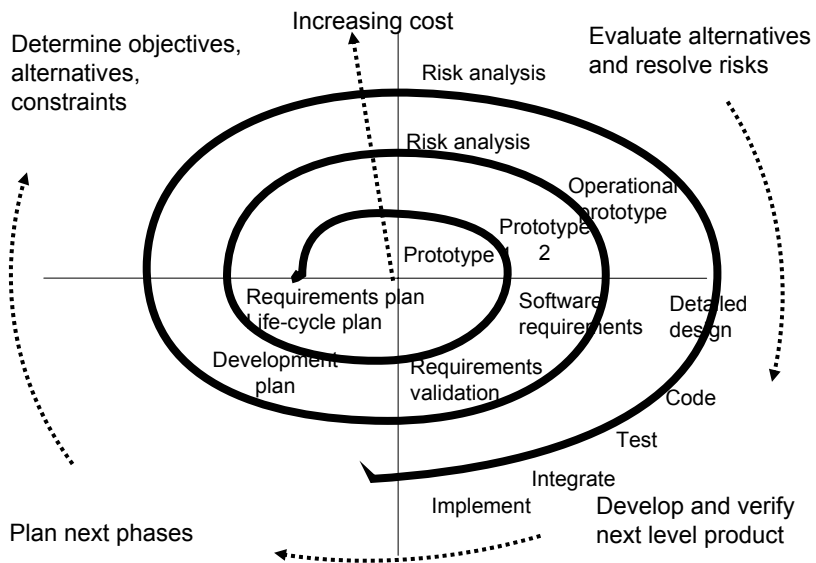 Increasing cost
Determine objectives,
alternatives,
constraints
Evaluate alternatives
and resolve risks
Risk analysis
Risk analysis
Operational
prototype
Prototype
2
Prototype 1
Requirements plan
Life-cycle plan
Software
requirements
Detailed
design
Development
plan
Requirements
validation
Code
Test
Integrate
Implement
Develop and verify
next level product
Plan next phases